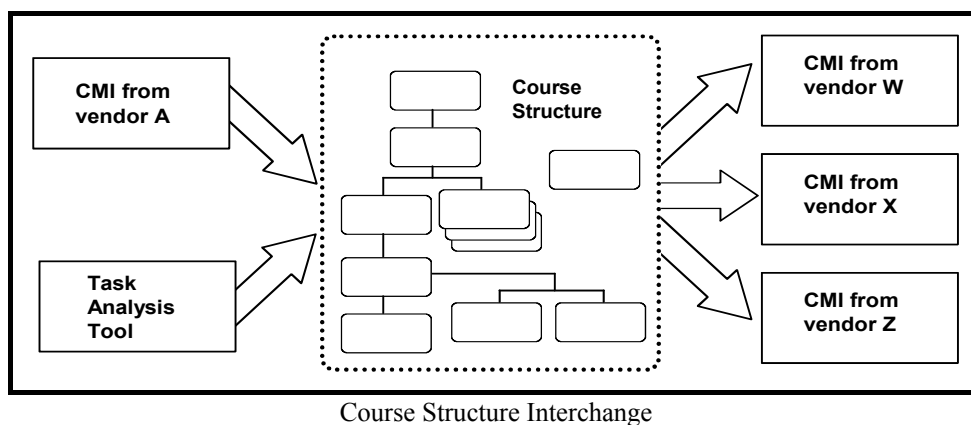 CMI from
vendor A
Task
Analysis
Tool
Course
Structure
CMI from
vendor W
CMI from
vendor X
CMI from
vendor Z
Course Structure Interchange